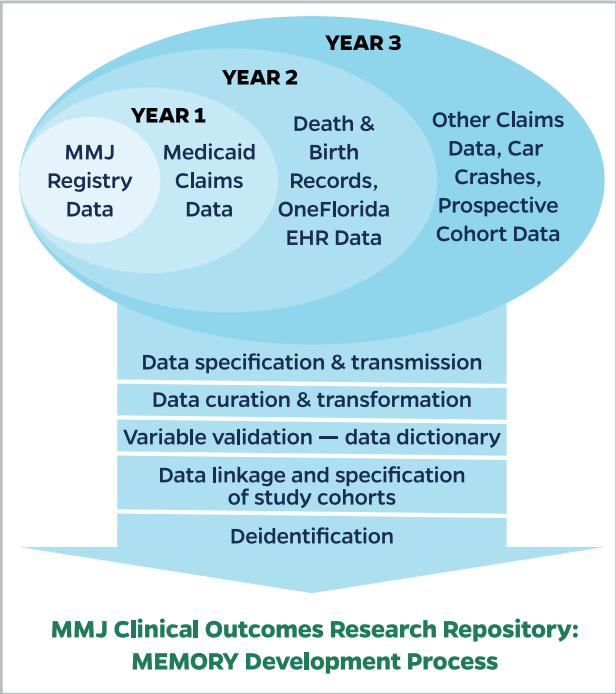 YEAR 3
YEAR 2
YEAR 1
MMJ
Registry
Data
Medicaid
Claims
Data
Death &
Birth
Records,
OneFlorida
EHR Data
Other Claims
Data, Car
Crashes,
Prospective
Cohort Data
Data specification & transmission
Data curation & transformation
Variable validation — data dictionary
Data linkage and specification
of study cohorts
Deidentification
MMJ Clinical Outcomes Research Repository:
MEMORY Development Process